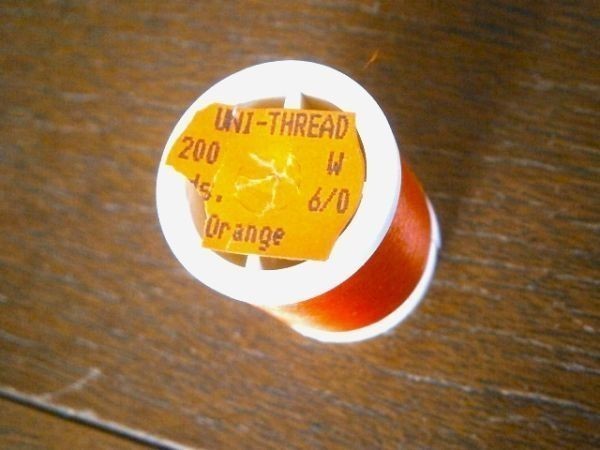 UNI-THREAD
200 W
ds. 6/0
Orange